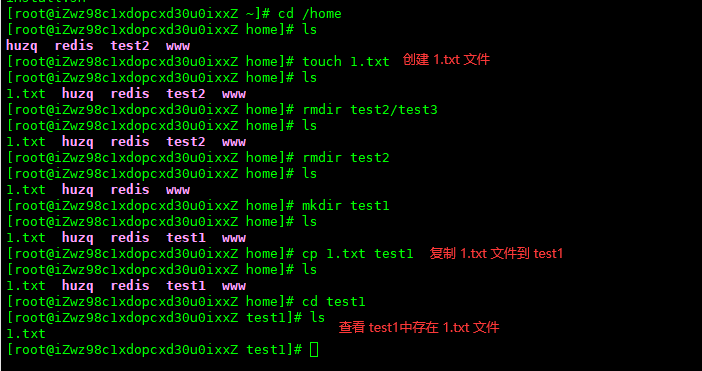 install.sh
[root@iZwz98c1xdopcxd30u0ixxZ ~]# cd /home
[root@iZwz98c1xdopcxd30u0ixxZ home]# ls
huzq  redis  test2  www
[root@iZwz98c1xdopcxd30u0ixxZ home]# touch 1.txt 创建 1.txt 文件
[root@iZwz98c1xdopcxd30u0ixxZ home]# ls
1.txt  huzq  redis  test2  www
[root@iZwz98c1xdopcxd30u0ixxZ home]# rmdir test2/test3
[root@iZwz98c1xdopcxd30u0ixxZ home]# ls
1.txt  huzq  redis  test2  www
[root@iZwz98c1xdopcxd30u0ixxZ home]# rmdir test2
[root@iZwz98c1xdopcxd30u0ixxZ home]# ls
1.txt  huzq  redis  www
[root@iZwz98c1xdopcxd30u0ixxZ home]# mkdir test1
[root@iZwz98c1xdopcxd30u0ixxZ home]# ls
1.txt  huzq  redis  test1  www
[root@iZwz98c1xdopcxd30u0ixxZ home]# cp 1.txt test1 复制 1.txt 文件到 test1
[root@iZwz98c1xdopcxd30u0ixxZ home]# ls
1.txt  huzq  redis  test1  www
[root@iZwz98c1xdopcxd30u0ixxZ home]# cd test1
[root@iZwz98c1xdopcxd30u0ixxZ test1]# ls
查看 test1中存在 1.txt 文件
1.txt
[root@iZwz98c1xdopcxd30u0ixxZ test1]#